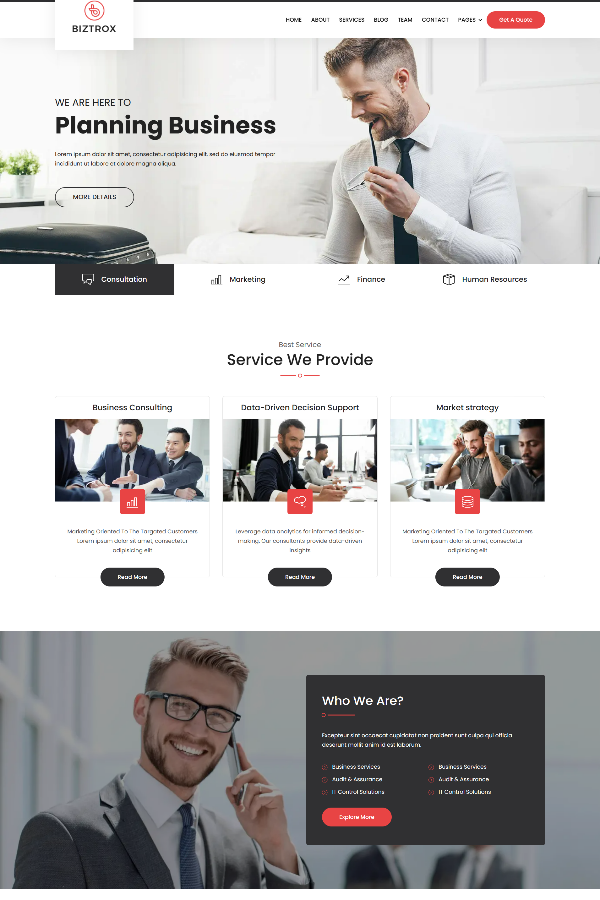 BIZTROX
HOME ABOUT SERVICES BLOG TEAM CONTACT PAGES Get A Quote
WE ARE HERE TO
Planning Business
Lorem ipsum dolor sit amet, consectetur adipisicing elit, sed do eiusmod tempor
incididunt ut labore et dolore magna aliqua.
MORE DETAILS
Consultation Marketing Finance Human Resources
Best Service
Service We Provide
Business Consulting
Marketing Oriented To The Targated Customers
Lorem ipsum dolor sit amet, consectetur
adipisicing elit
Read More
Data-Driven Decision Support
Leverage data analytics for informed decision-
making. Our consultants provide data-driven
insights
Read More
Market strategy
Marketing Oriented To The Targated Customers
Lorem ipsum dolor sit amet, consectetur
adipisicing elit
Read More
Who We Are?
Excepteur sint occaecat cupidatat non proident sunt culpa qui officia
deserunt mollit anim id est laborum.
Business Services Business Services
Audit & Assurance Audit & Assurance
IT Control Solutions IT Control Solutions
Explore More